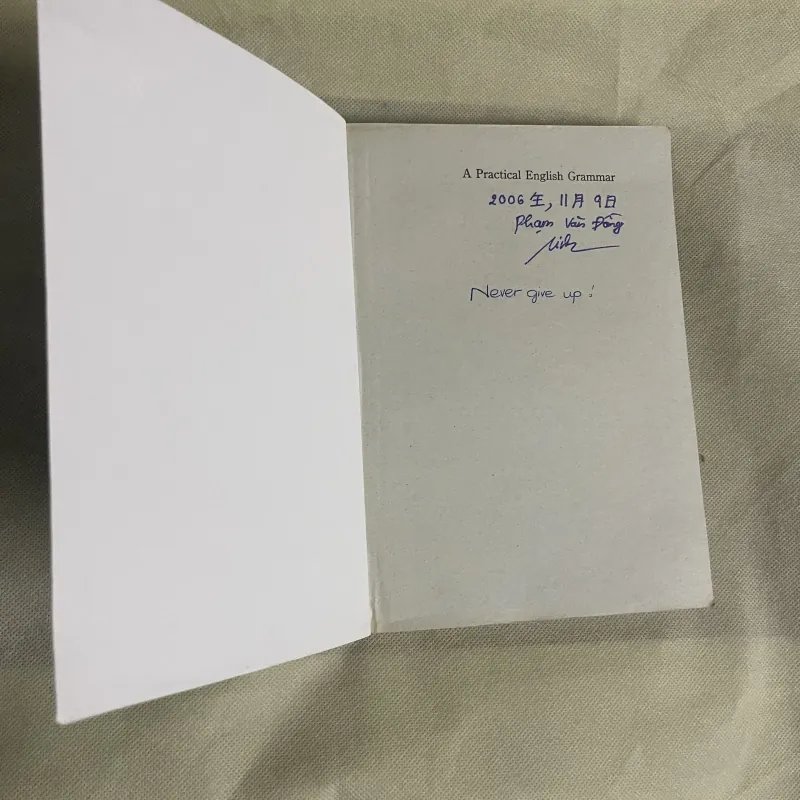 A Practical English Grammar
2006年, 11月 9日
Phạm Văn Đồng
Never give up!